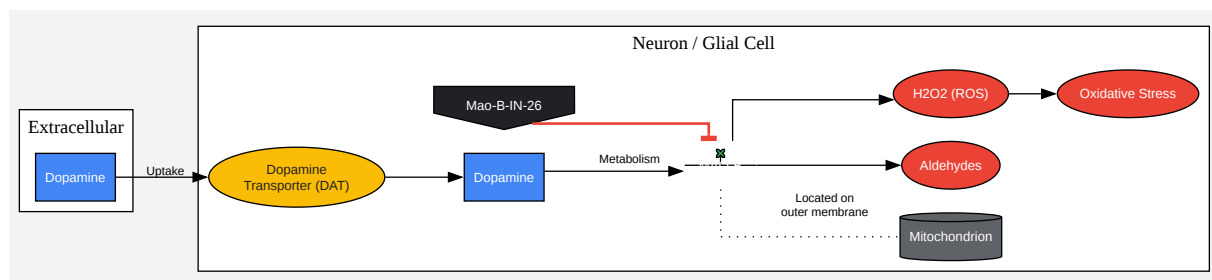 Neuron / Glial Cell
Mao-B-IN-26
H2O2 (ROS)
Oxidative Stress
Extracellular
Dopamine
Uptake
Dopamine
Transporter (DAT)
Dopamine
Metabolism
Aldehydes
Located on
outer membrane
Mitochondrion